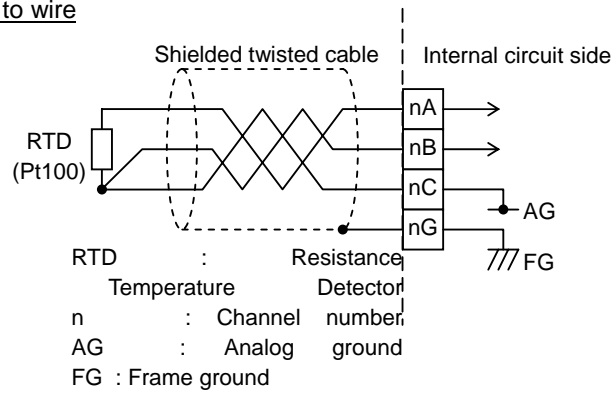 to wire
Shielded twisted cable
Internal circuit side
RTD
(Pt100)
nA
nB
nC
nG
AG
FG
RTD : Resistance
Temperature Detector
n : Channel number
AG : Analog ground
FG : Frame ground